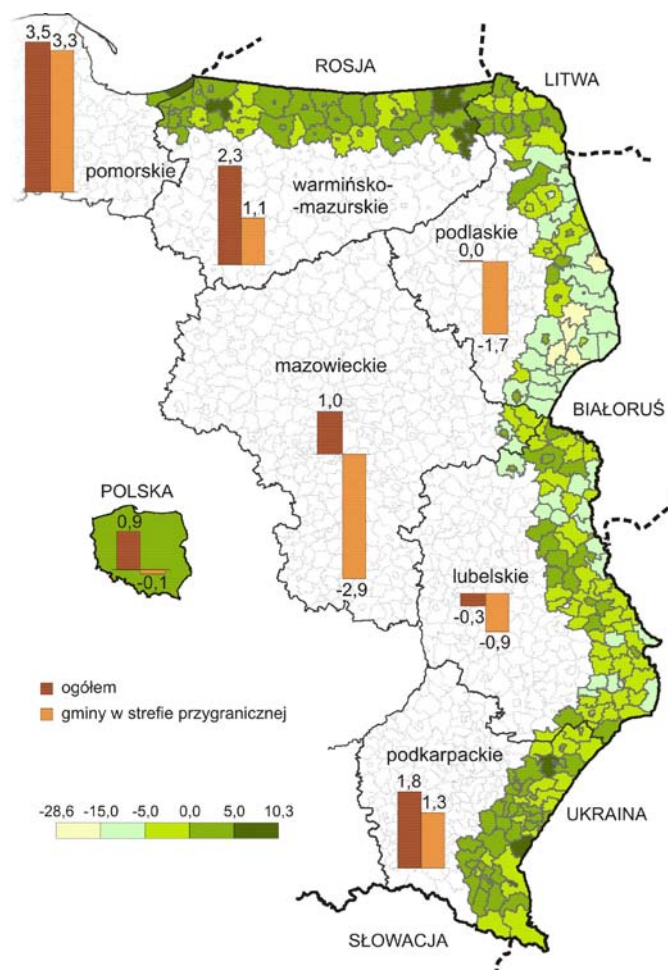 3,5
3,3
pomorskie
ROSJA
LITWA
2,3
1,1
warmińsko-
-mazurskie
podlaskie
0,0
-1,7
mazowieckie
1,0
-2,9
BIAŁORUŚ
POLSKA
0,9
-0,1
lubelskie
-0,3
-0,9
ogółem
gminy w strefie przygranicznej
podkarpackie
1,8
1,3
-28,6 -15,0 -5,0 0,0 5,0 10,3
UKRAINA
SŁOWACJA